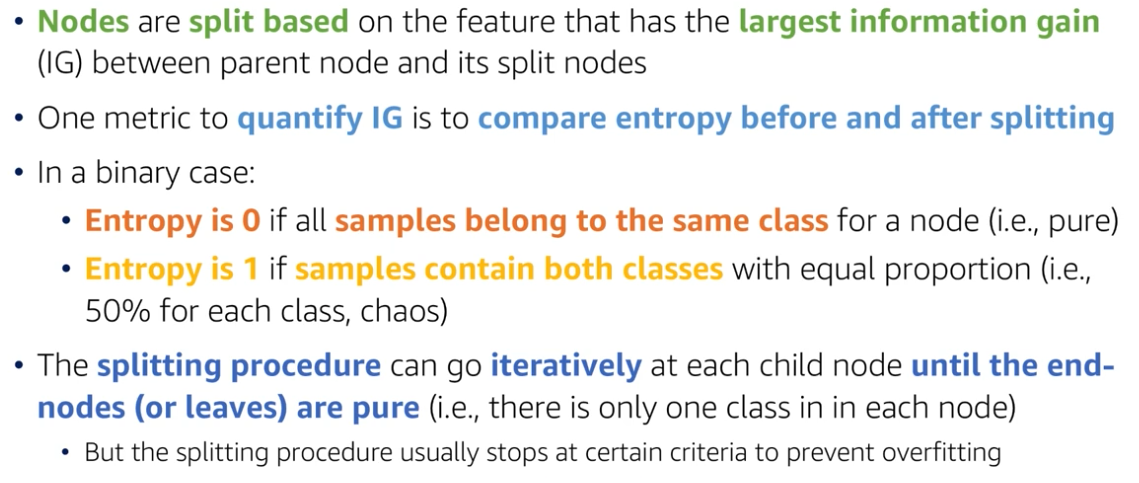 • Nodes are split based on the feature that has the largest information gain
(IG) between parent node and its split nodes
• One metric to quantify IG is to compare entropy before and after splitting
• In a binary case:
• Entropy is 0 if all samples belong to the same class for a node (i.e., pure)
• Entropy is 1 if samples contain both classes with equal proportion (i.e.,
50% for each class, chaos)
• The splitting procedure can go iteratively at each child node until the end-
nodes (or leaves) are pure (i.e., there is only one class in in each node)
• But the splitting procedure usually stops at certain criteria to prevent overfitting